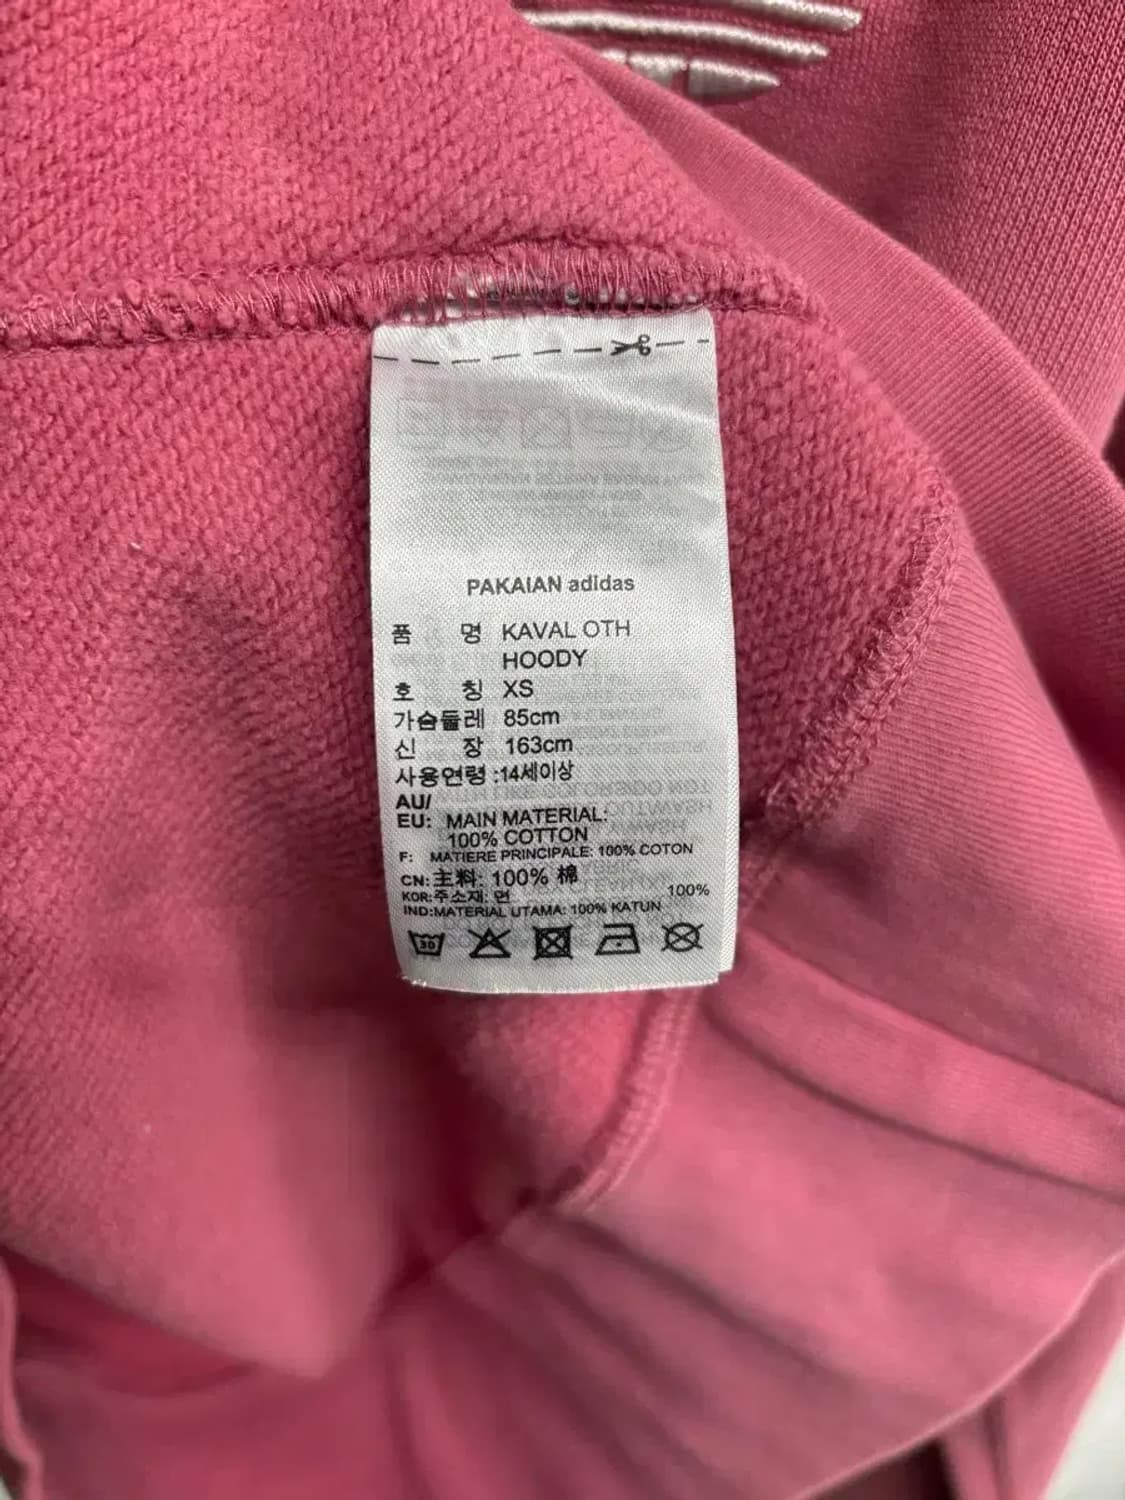 PAKAIAN adidas
품 명 KAVAL OTH
HOODY
호 칭 XS
가슴둘레 85cm
신 장 163cm
사용연령 :14세이상
AU/
EU: MAIN MATERIAL:
100% COTTON
F: MATIERE PRINCIPALE: 100% COTON
CN: 主料: 100% 棉
KOR:주소재: 면 100%
IND:MATERIAL UTAMA: 100% KATUN
30